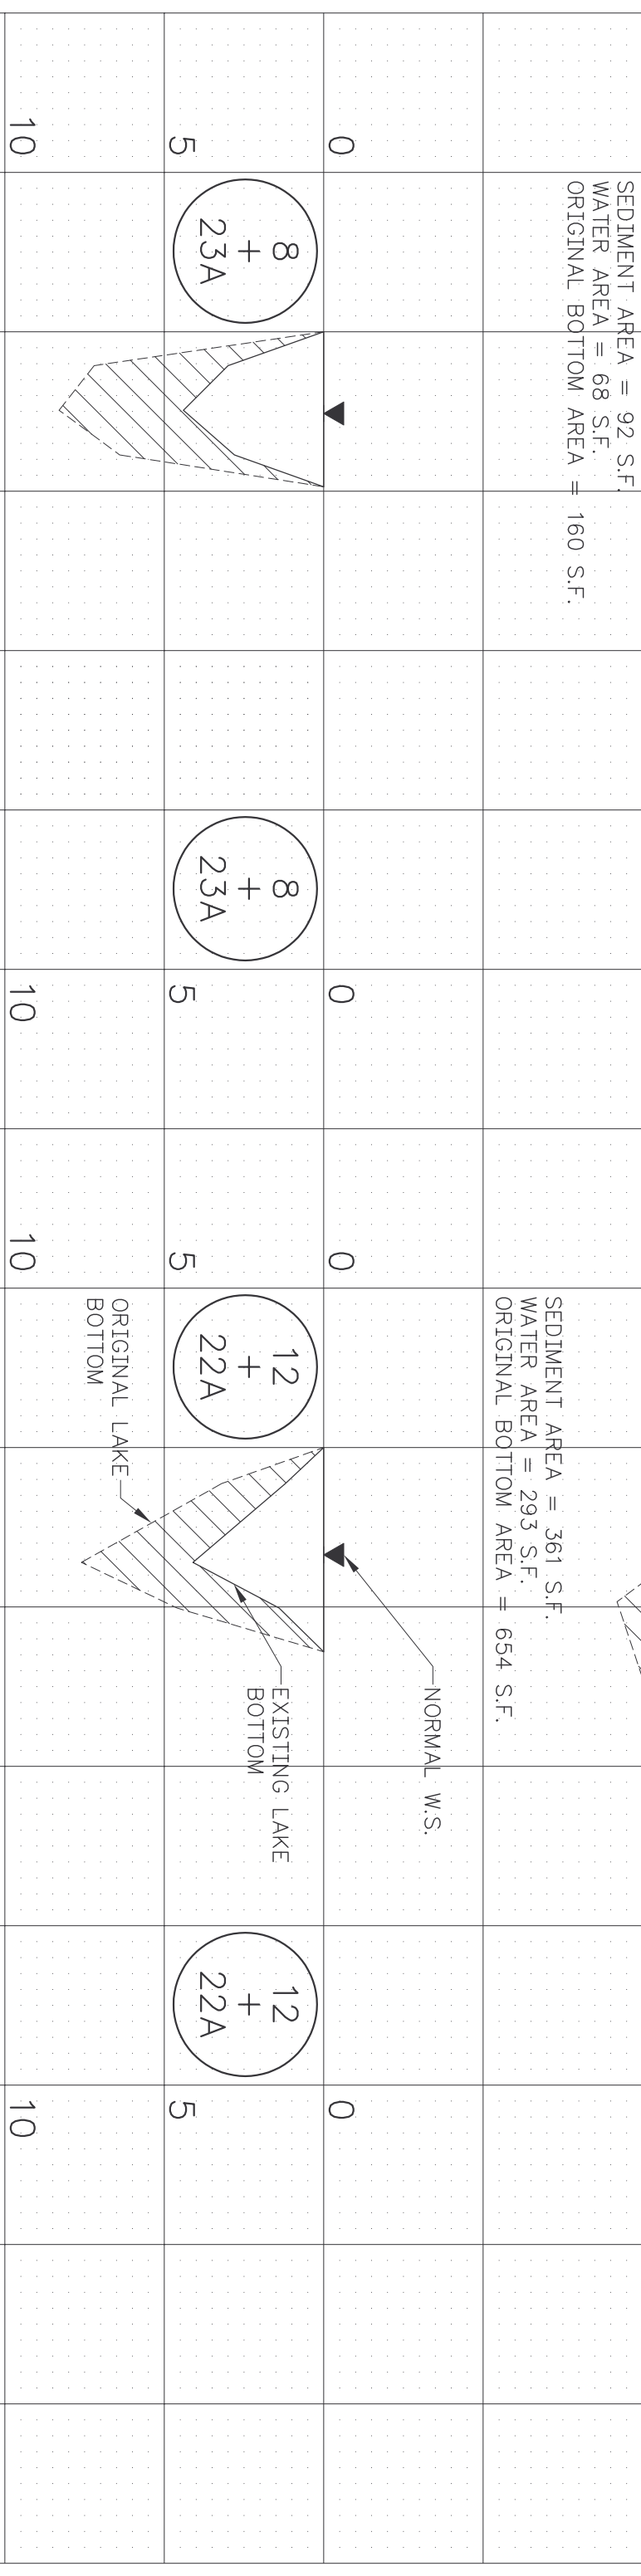 SEDIMENT AREA = 92 S.F.
WATER AREA = 68 S.F.
ORIGINAL BOTTOM AREA = 160 S.F.
0
5
10
8
+
23A
8
+
23A
0
5
10
SEDIMENT AREA = 361 S.F.
WATER AREA = 293 S.F.
ORIGINAL BOTTOM AREA = 654 S.F.
0
5
10
12
+
22A
NORMAL W.S.
EXISTING LAKE
BOTTOM
ORIGINAL LAKE
BOTTOM
12
+
22A
0
5
10